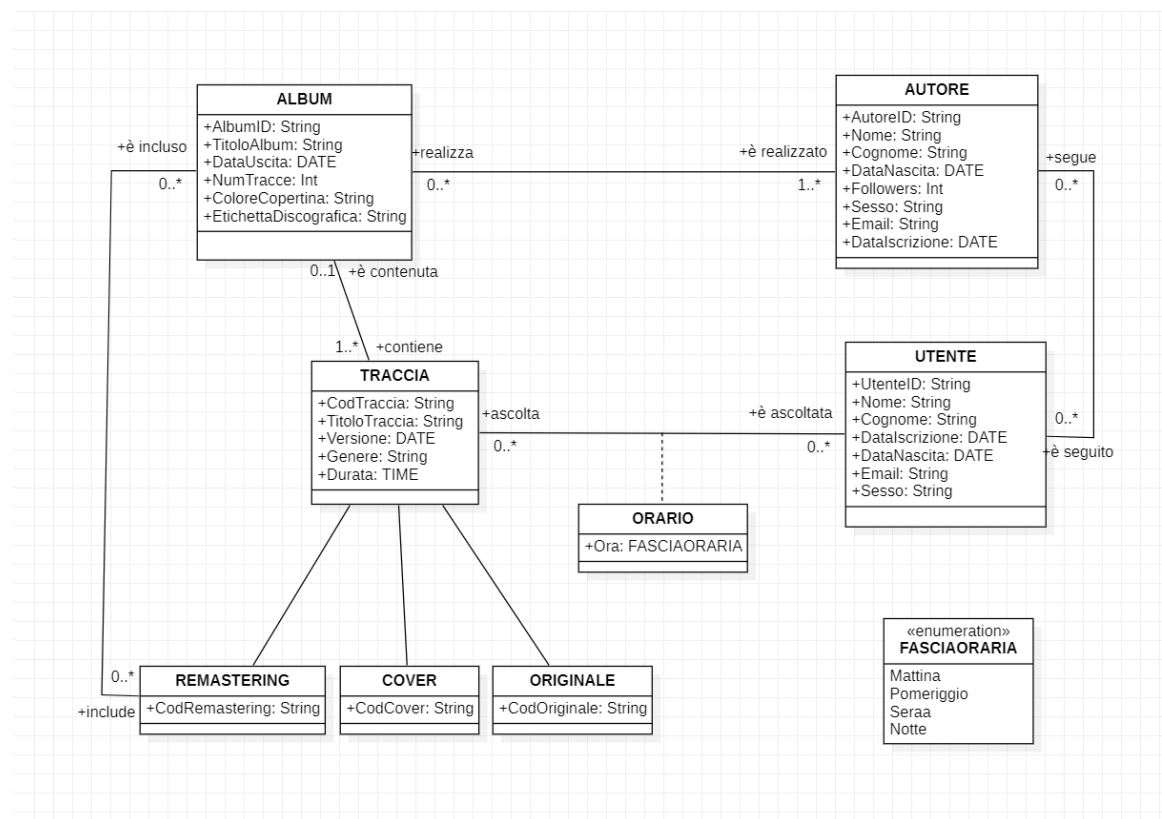 ALBUM
+AlbumID: String
+TitoloAlbum: String
+DataUscita: DATE
+NumTracce: Int
+ColoreCopertina: String
+EtichettaDiscografica: String
AUTORE
+AutoreID: String
+Nome: String
+Cognome: String
+DataNascita: DATE
+Followers: Int
+Sesso: String
+Email: String
+DataIscrizione: DATE
+è incluso
0..*
+realizza
0..*
+è realizzato
1..*
+segue
0..*
0..1
+è contenuta
1..*
+contiene
TRACCIA
+CodTraccia: String
+TitoloTraccia: String
+Versione: DATE
+Genere: String
+Durata: TIME
+ascolta
0..*
+è ascoltata
0..*
UTENTE
+UtenteID: String
+Nome: String
+Cognome: String
+DataIscrizione: DATE
+DataNascita: DATE
+Email: String
+Sesso: String
0..*
+è seguito
ORARIO
+Ora: FASCIAORARIA
«enumeration»
FASCIAORARIA
Mattina
Pomeriggio
Seraa
Notte
0..*
+include
REMASTERING
+CodRemastering: String
COVER
+CodCover: String
ORIGINALE
+CodOriginale: String